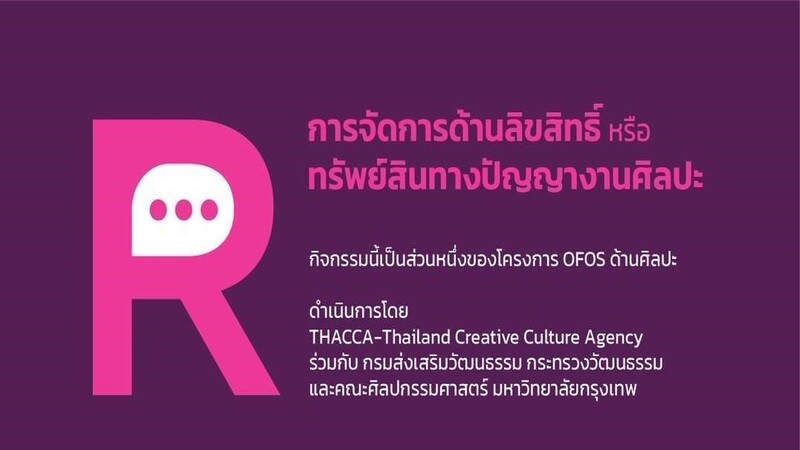 การจัดการด้านลิขสิทธิ์ หรือ
ทรัพย์สินทางปัญญางานศิลปะ
กิจกรรมนี้เป็นส่วนหนึ่งของโครงการ OFOS ด้านศิลปะ
ดำเนินการโดย
THACCA-Thailand Creative Culture Agency
ร่วมกับ กรมส่งเสริมวัฒนธรรม กระทรวงวัฒนธรรม
และคณะศิลปกรรมศาสตร์ มหาวิทยาลัยกรุงเทพ
R